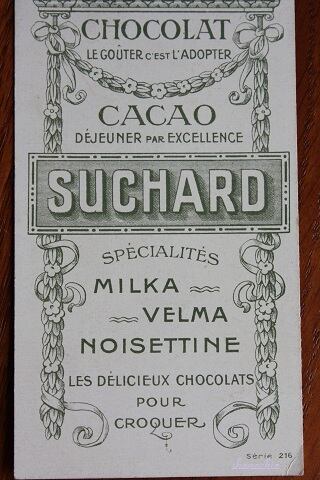 CHOCOLAT
LE GOÛTER C'EST L'ADOPTER
CACAO
DÉJEUNER PAR EXCELLENCE
SUCHARD
SPÉCIALITÉS
MILKA
VELMA
NOISETTINE
LES DÉLICIEUX CHOCOLATS
POUR
CROQUER
Série 216